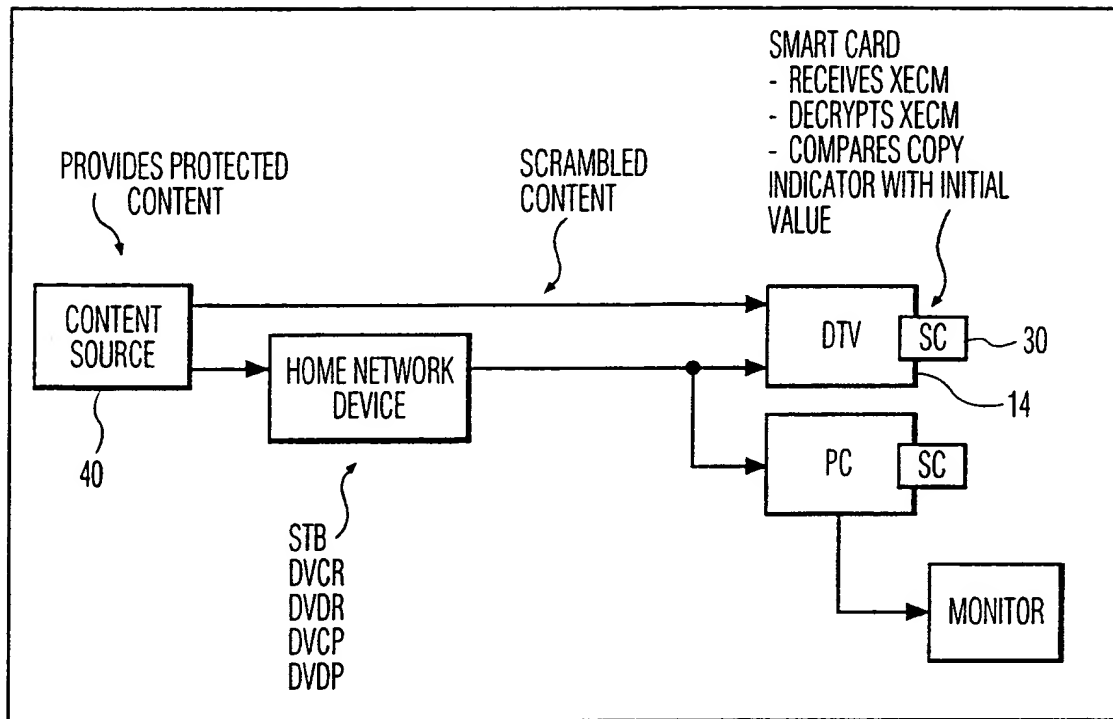 SMART CARD
- RECEIVES XECM
- DECRYPTS XECM
- COMPARES COPY
INDICATOR WITH INITIAL
VALUE
PROVIDES PROTECTED
CONTENT
SCRAMBLED
CONTENT
CONTENT
SOURCE
40
HOME NETWORK
DEVICE
STB
DVCR
DVDR
DVCP
DVDP
DTV
SC
30
14
PC
SC
MONITOR